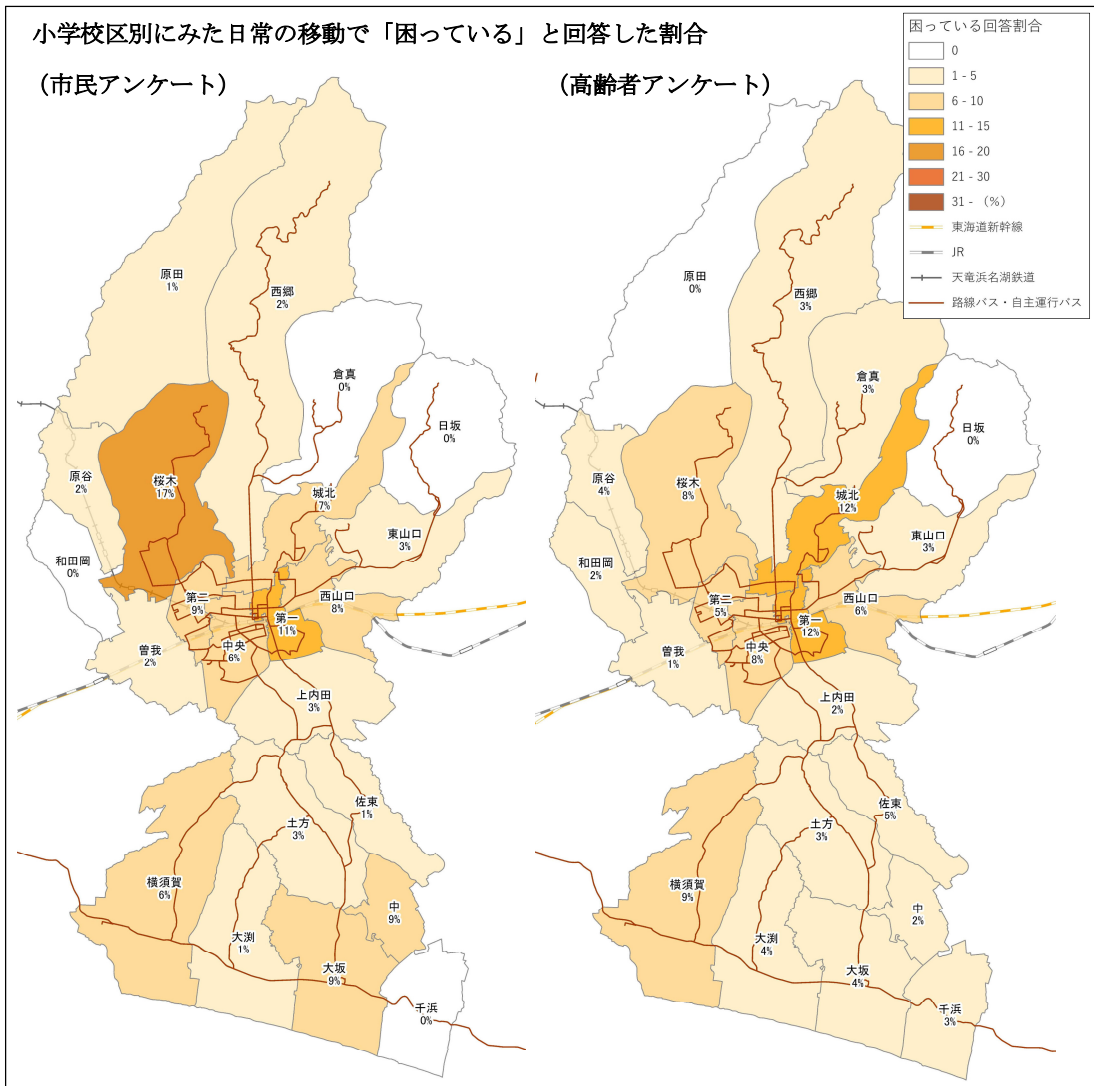 小学校区別にみた日常の移動で「困っている」と回答した割合
（市民アンケート）
（高齢者アンケート）
困っている回答割合
0
1 - 5
6 - 10
11 - 15
16 - 20
21 - 30
31 - （%）
東海道新幹線
JR
天竜浜名湖鉄道
路線バス・自主運行バス
原田
1%
西郷
2%
倉真
0%
日坂
0%
原谷
2%
桜木
17%
城北
7%
東山口
3%
和田岡
0%
第二
9%
西山口
8%
第一
11%
中央
6%
曽我
2%
上内田
3%
佐東
1%
土方
3%
横須賀
6%
中
9%
大渕
1%
大坂
9%
千浜
0%
原田
0%
西郷
3%
倉真
3%
日坂
0%
原谷
4%
桜木
8%
城北
12%
東山口
3%
和田岡
2%
第二
5%
西山口
6%
第一
12%
中央
8%
曽我
1%
上内田
2%
佐東
5%
土方
3%
横須賀
9%
中
2%
大渕
4%
大坂
4%
千浜
3%